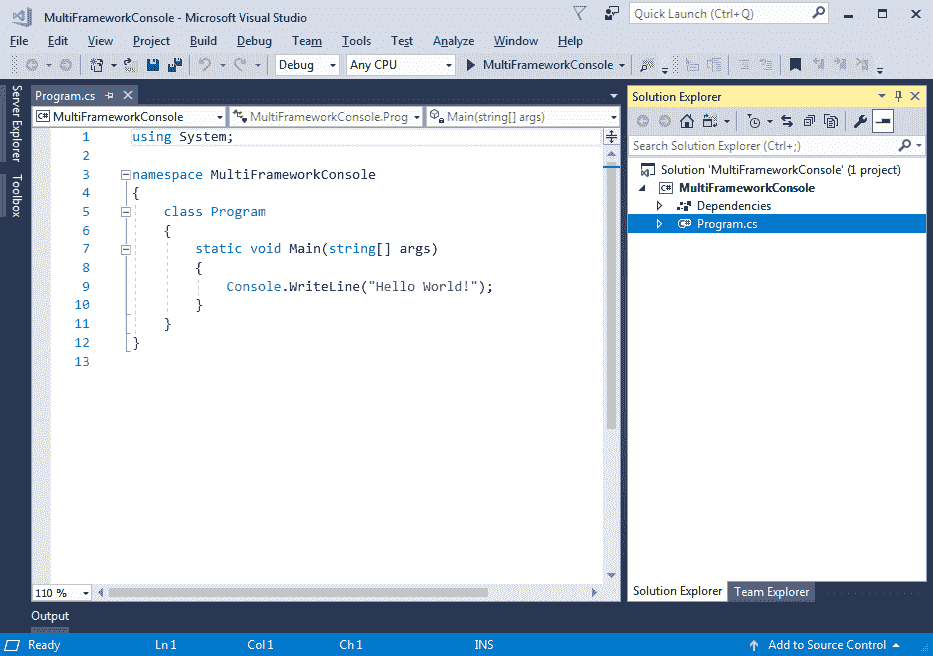 MultiFrameworkConsole - Microsoft Visual Studio
Quick Launch (Ctrl+Q)
File Edit View Project Build Debug Team Tools Test Analyze Window Help
Debug Any CPU MultiFrameworkConsole
Server Explorer
Toolbox
Program.cs
C# MultiFrameworkConsole MultiFrameworkConsole.Prog Main(string[] args)
1 using System;
2
3 namespace MultiFrameworkConsole
4 {
5 class Program
6 {
7 static void Main(string[] args)
8 {
9 Console.WriteLine("Hello World!");
10 }
11 }
12 }
13
110 %
Solution Explorer
Search Solution Explorer (Ctrl+;)
Solution 'MultiFrameworkConsole' (1 project)
C# MultiFrameworkConsole
Dependencies
C# Program.cs
Solution Explorer Team Explorer
Output
Ready Ln 1 Col 1 Ch 1 INS Add to Source Control